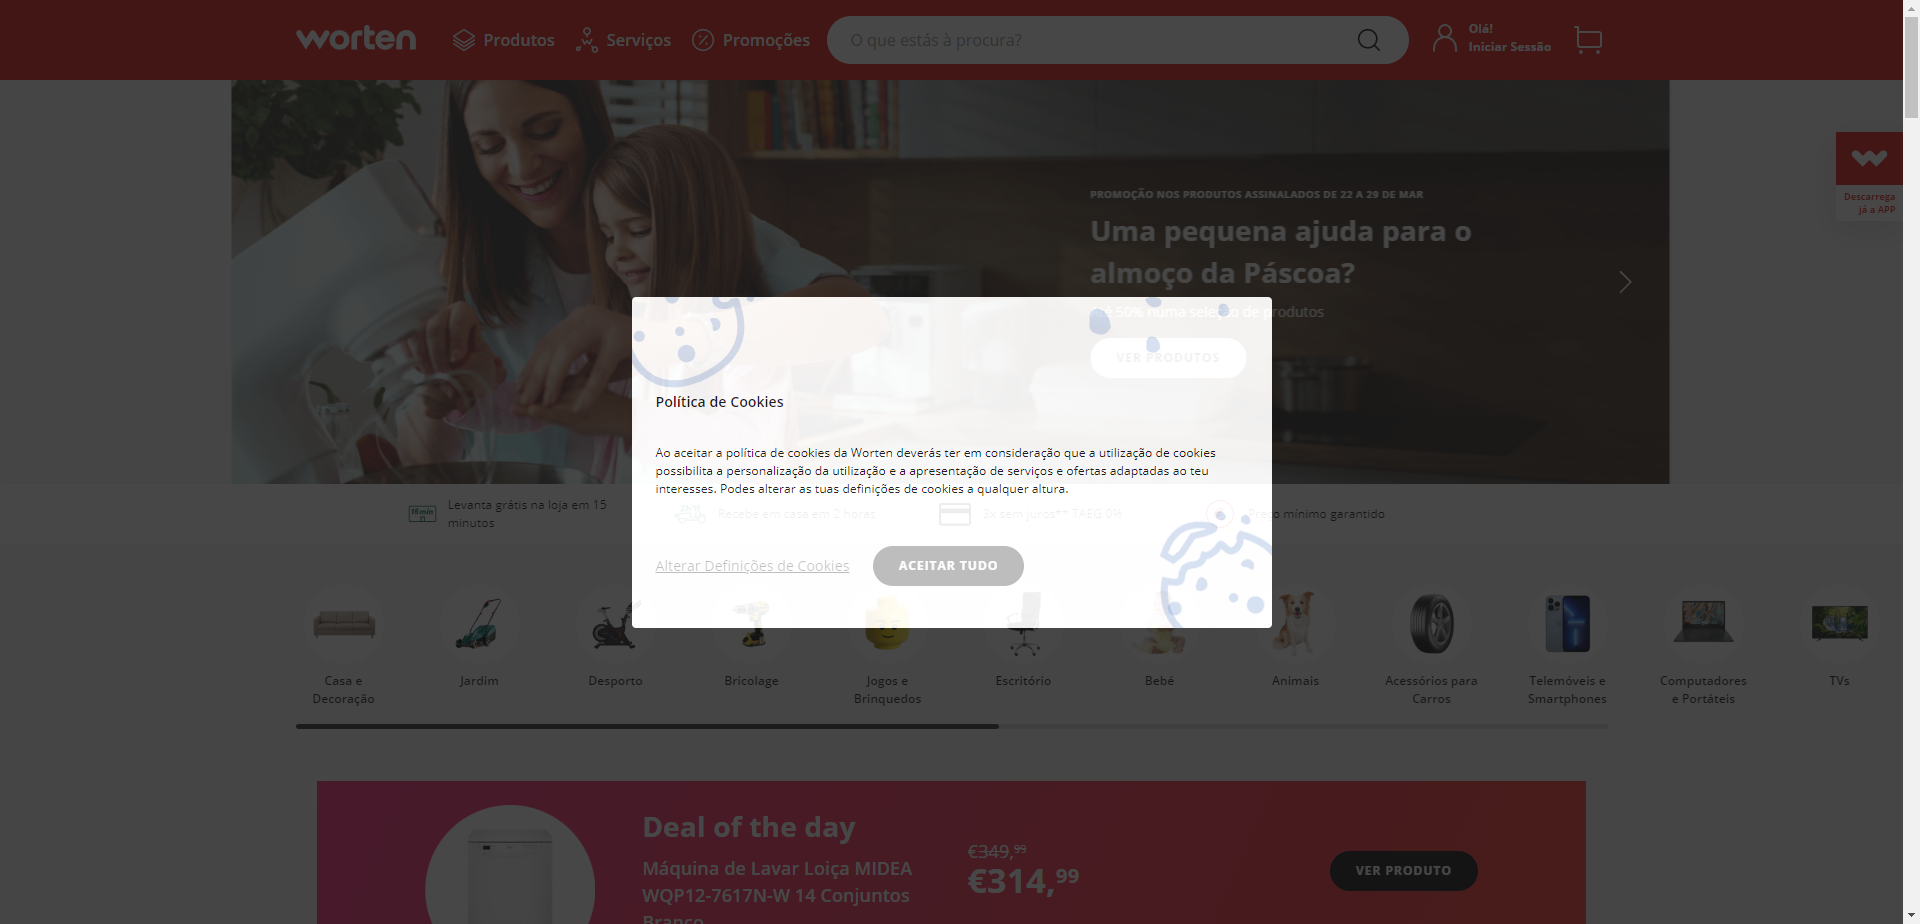 worten
Produtos
Serviços
Promoções
O que estás à procura?
Olá!
Iniciar Sessão
Descarrega
já a APP
PROMOÇÃO NOS PRODUTOS ASSINALADOS DE 22 A 29 DE MAR
Uma pequena ajuda para o
almoço da Páscoa?
Até 50% numa seleção de produtos
VER PRODUTOS
Política de Cookies
Ao aceitar a política de cookies da Worten deverás ter em consideração que a utilização de cookies
possibilita a personalização da utilização e a apresentação de serviços e ofertas adaptadas ao teu
interesses. Podes alterar as tuas definições de cookies a qualquer altura.
Alterar Definições de Cookies
ACEITAR TUDO
Levanta grátis na loja em 15
minutos
Recebe em casa em 2 horas
3x sem juros** TAEG 0%
Preço mínimo garantido
Casa e
Decoração
Jardim
Desporto
Bricolage
Jogos e
Brinquedos
Escritório
Bebé
Animais
Acessórios para
Carros
Telemóveis e
Smartphones
Computadores
e Portáteis
TVs
Deal of the day
Máquina de Lavar Loiça MIDEA
WQP12-7617N-W 14 Conjuntos
Branco
€349,99
€314,99
VER PRODUTO